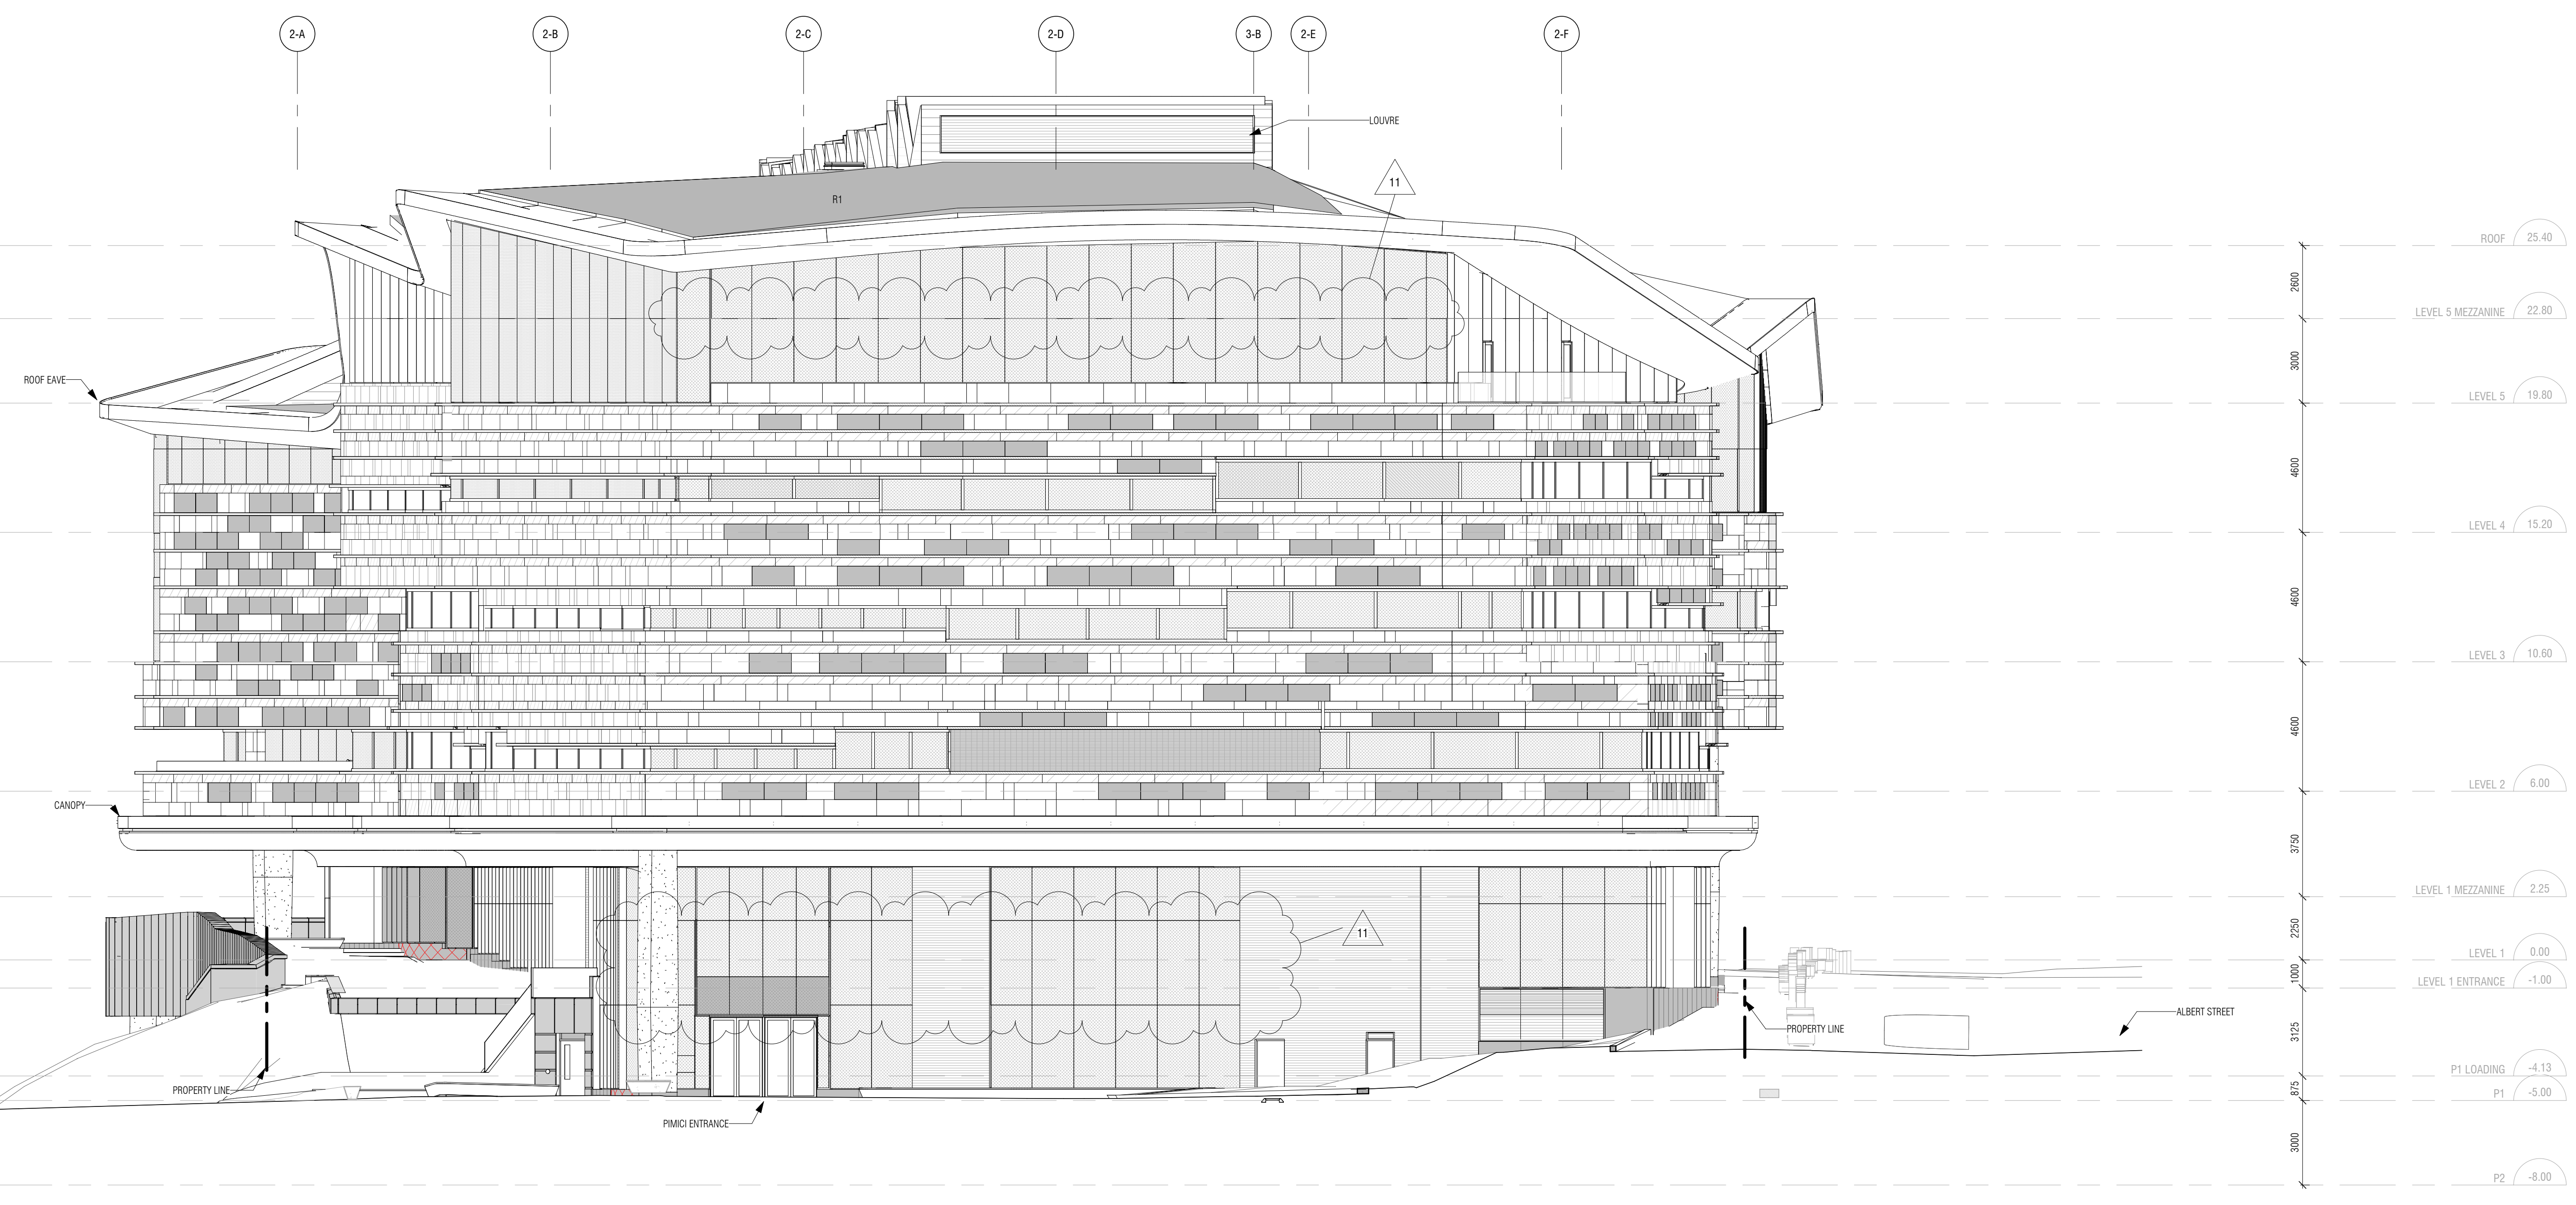 2-A
2-B
2-C
2-D
3-B
2-E
2-F
LOUVRE
11
R1
ROOF 25.40
2600
LEVEL 5 MEZZANINE 22.80
3000
ROOF EAVE
LEVEL 5 19.80
4600
LEVEL 4 15.20
4600
LEVEL 3 10.60
4600
LEVEL 2 6.00
CANOPY
3750
LEVEL 1 MEZZANINE 2.25
2250
11
LEVEL 1 0.00
1000
LEVEL 1 ENTRANCE -1.00
ALBERT STREET
PROPERTY LINE
3125
P1 LOADING -4.13
PROPERTY LINE
875
P1 -5.00
PIMICI ENTRANCE
3000
P2 -8.00